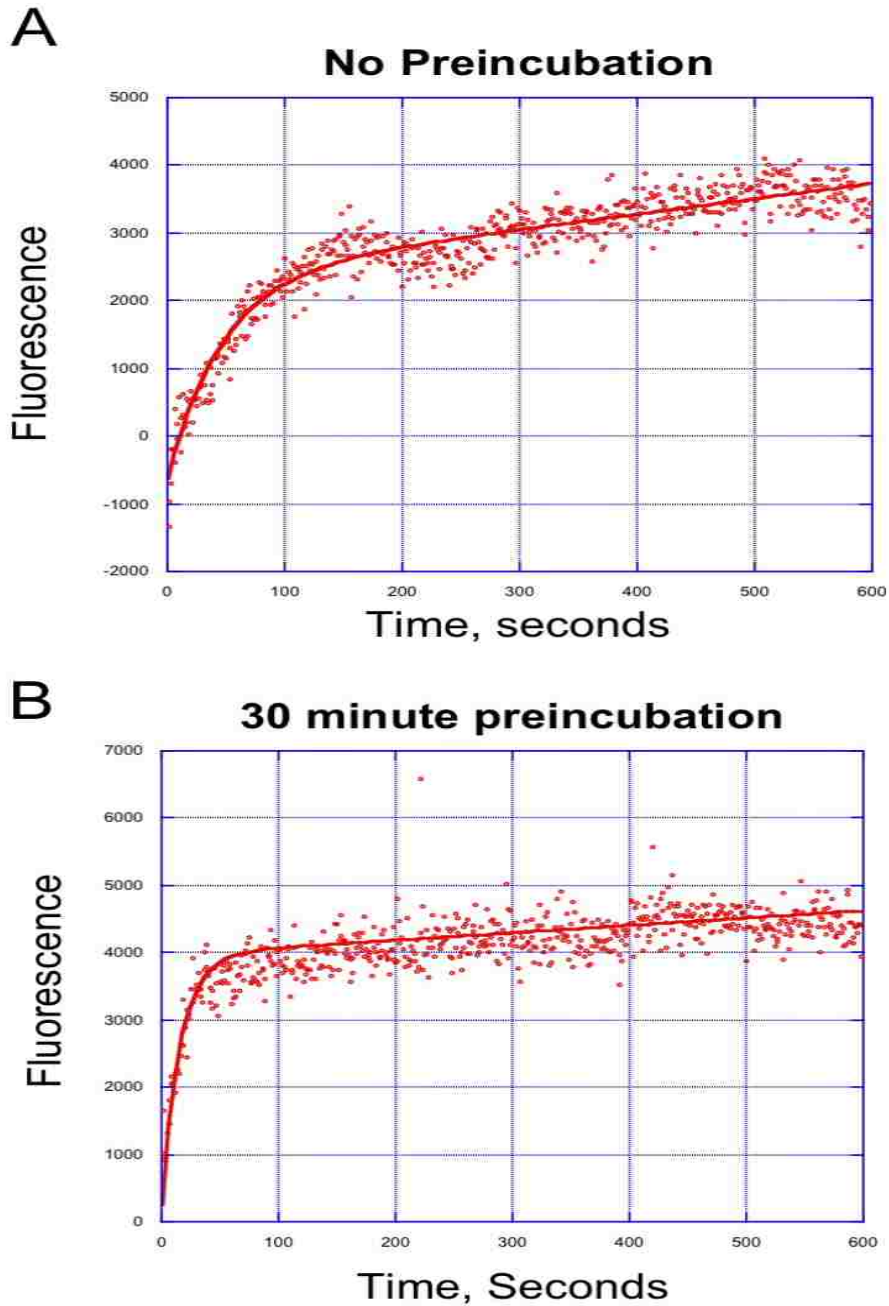 A
No Preincubation
5000
4000
3000
2000
1000
0
-1000
-2000
Fluorescence
0 100 200 300 400 500 600
Time, seconds
B
30 minute preincubation
7000
6000
5000
4000
3000
2000
1000
0
Fluorescence
0 100 200 300 400 500 600
Time, Seconds